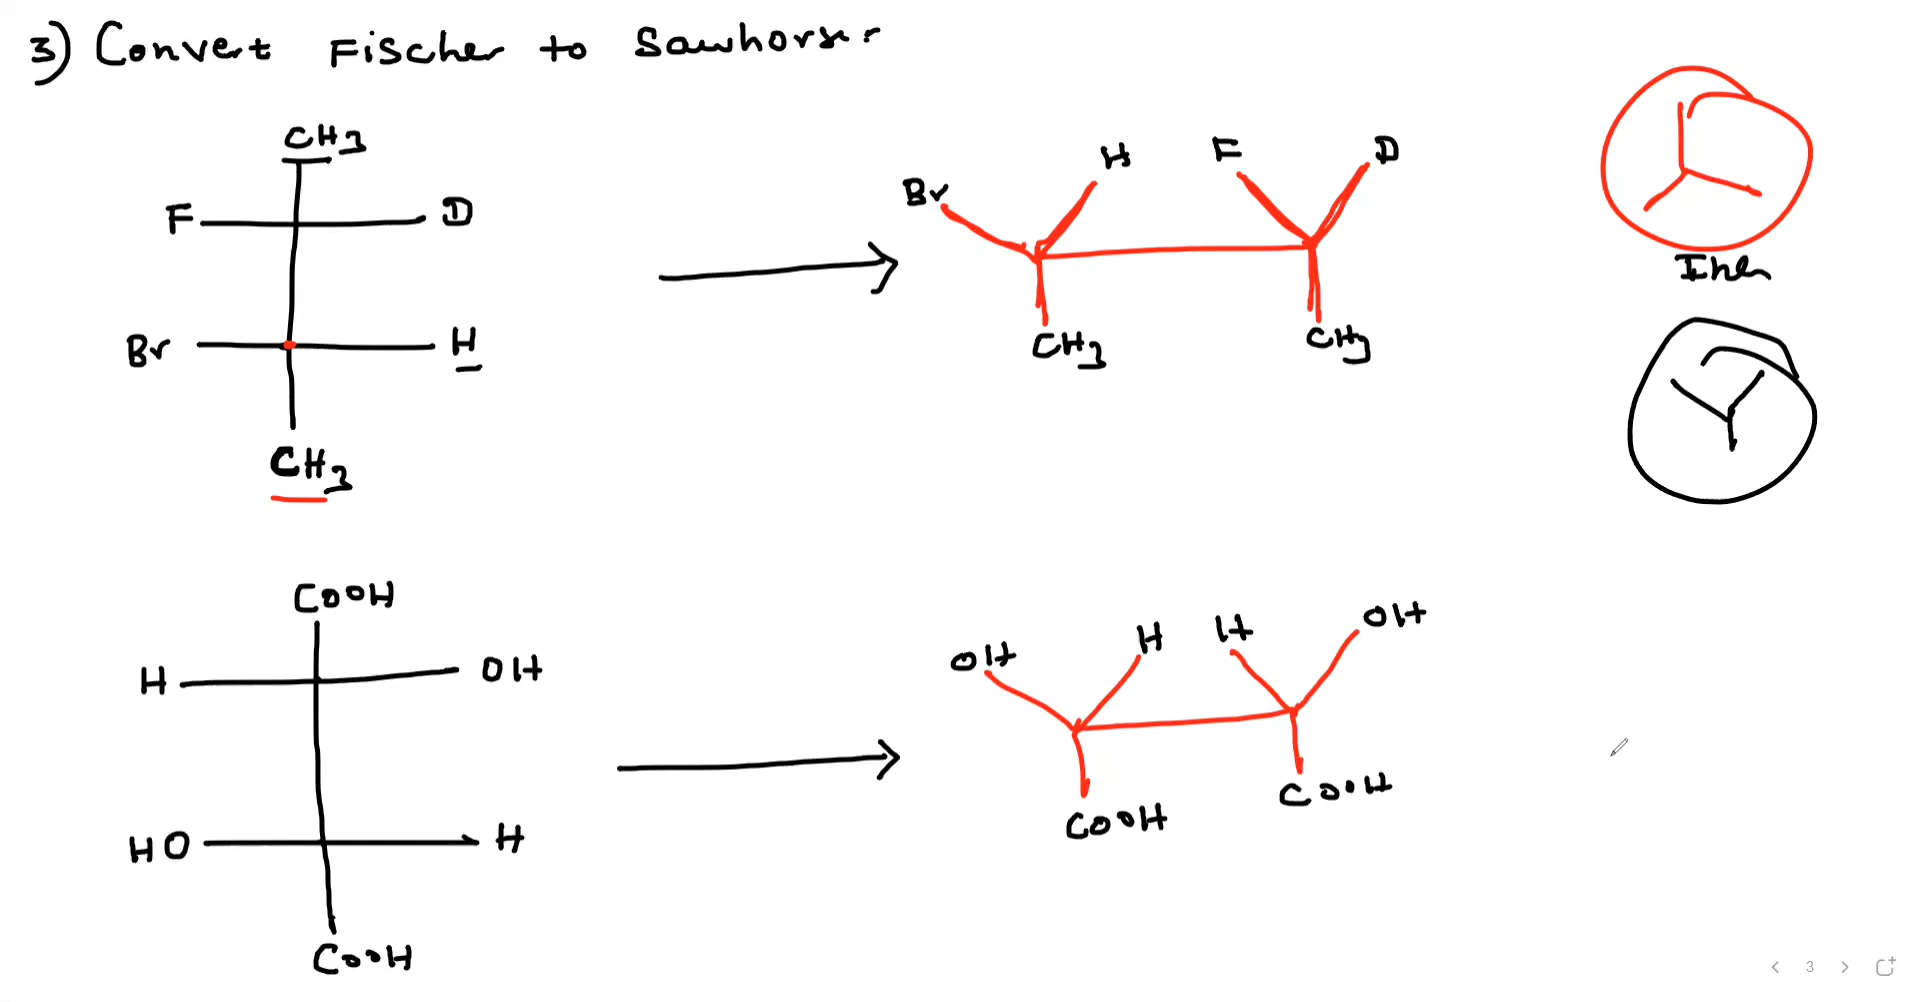 3) Convert Fischer to Sawhorse:
CH3
F D
Br H
CH3
Br H F D
CH3 CH3
COOH
H OH
HO H
COOH
OH H H OH
COOH COOH
3